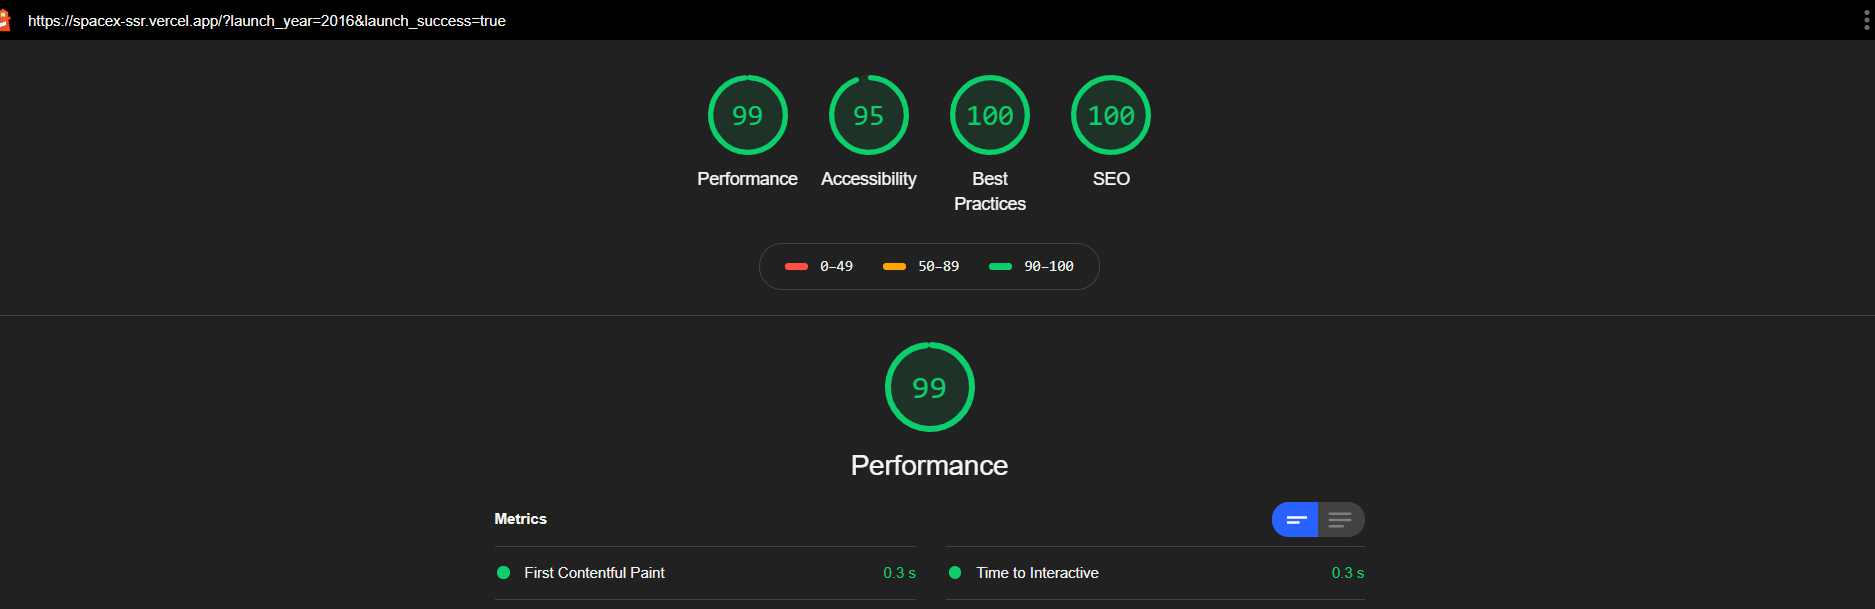 https://spacex-ssr.vercel.app/?launch_year=2016&launch_success=true
99 95 100 100
Performance Accessibility Best Practices SEO
0–49 50–89 90–100
99
Performance
Metrics
First Contentful Paint 0.3 s Time to Interactive 0.3 s